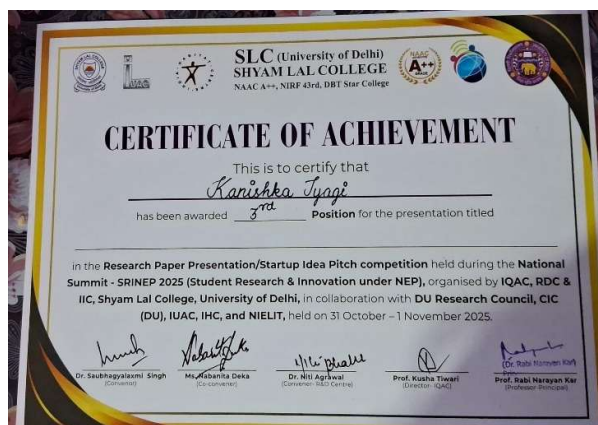 SLC (University of Delhi)
SHYAM LAL COLLEGE
NAAC A++, NIRF 43rd, DBT Star College
NAAC
A++
GRADE
CERTIFICATE OF ACHIEVEMENT
This is to certify that
Kanishka Tyagi
has been awarded 3rd Position for the presentation titled
in the Research Paper Presentation/Startup Idea Pitch competition held during the National
Summit - SRINEP 2025 (Student Research & Innovation under NEP), organised by IQAC, RDC &
IIC, Shyam Lal College, University of Delhi, in collaboration with DU Research Council, CIC
(DU), IUAC, IHC, and NIELIT, held on 31 October – 1 November 2025.
(Dr. Rabi Narayan Kar)
Dr. Saubhagyalaxmi Singh
(Convenor)
Ms. Nabanita Deka
(Co-convener)
Dr. Niti Agrawal
(Convenor- R&D Centre)
Prof. Kusha Tiwari
(Director- IQAC)
Prof. Rabi Narayan Kar
(Professor-Principal)